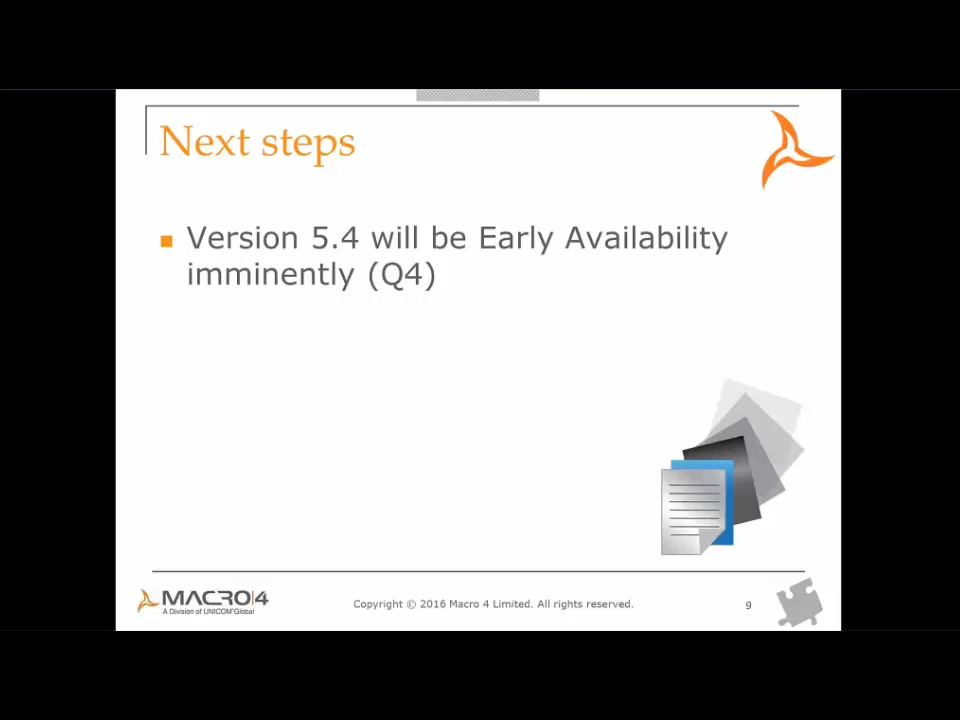 Next steps
Version 5.4 will be Early Availability
imminently (Q4)
MACRO 4
A Division of UNICOM Global
Copyright © 2016 Macro 4 Limited. All rights reserved.
9